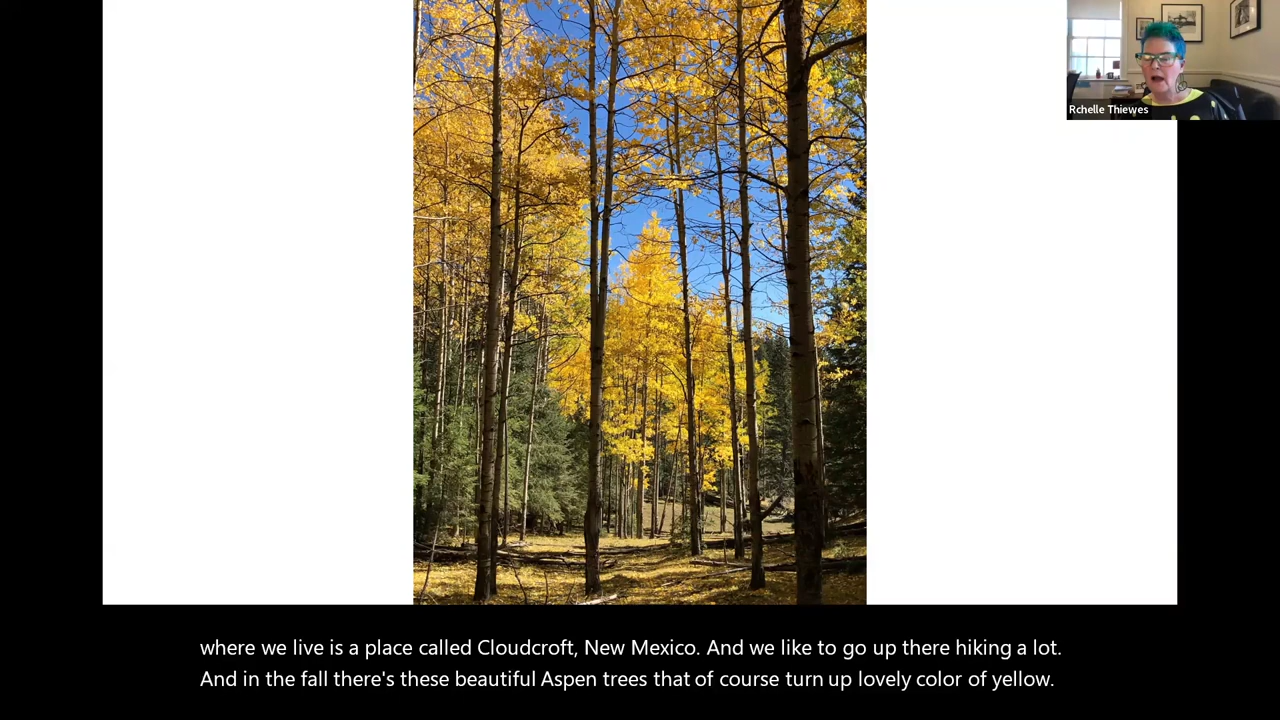 Rchelle Thiewes
where we live is a place called Cloudcroft, New Mexico. And we like to go up there hiking a lot.
And in the fall there's these beautiful Aspen trees that of course turn up lovely color of yellow.